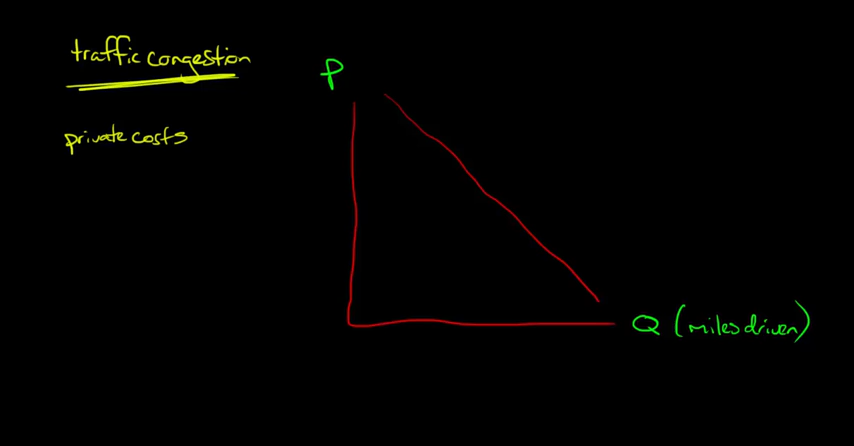 traffic congestion
P
private costs
Q (miles driven)